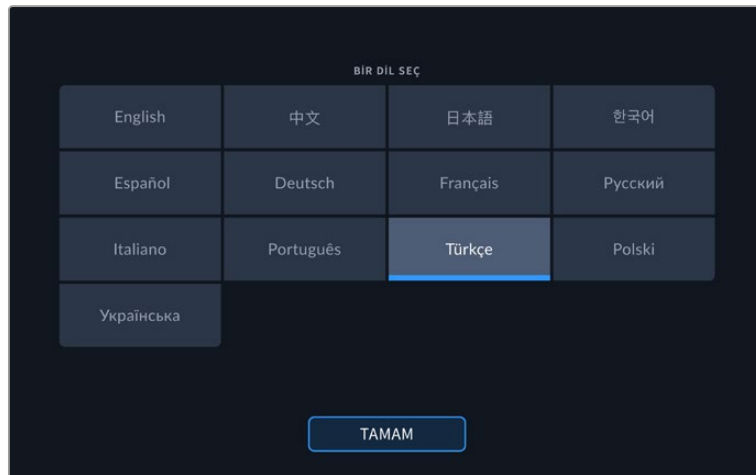 BİR DİL SEÇ
English 中文 日本語 한국어
Español Deutsch Français Русский
Italiano Português Türkçe Polski
Українська
TAMAM